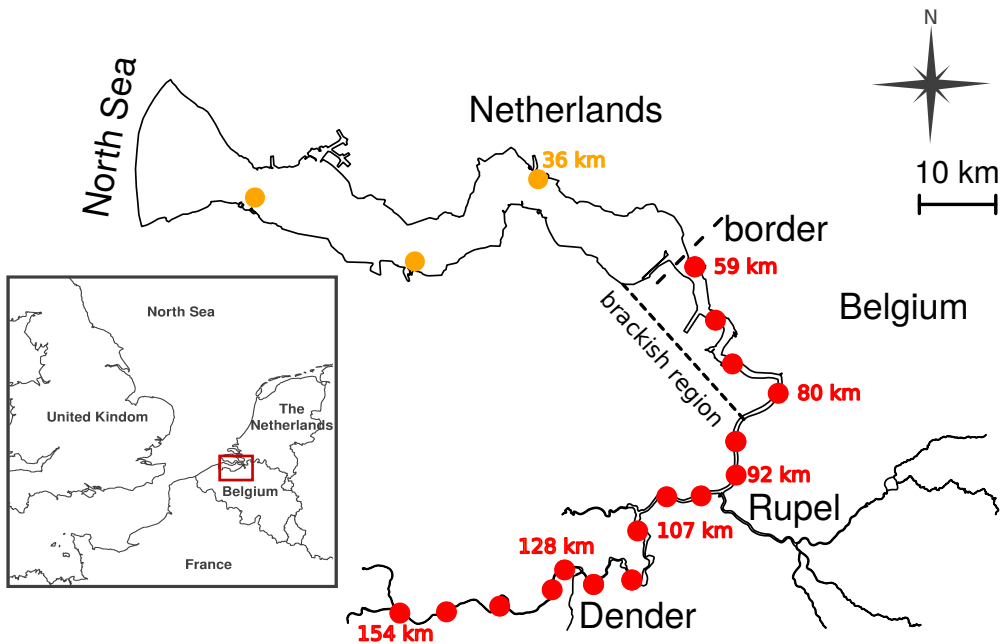 N
Netherlands
North Sea
36 km
10 km
border
59 km
Belgium
brackish region
80 km
92 km
Rupel
107 km
128 km
Dender
154 km
North Sea
The
Netherlands
United Kindom
Belgium
France